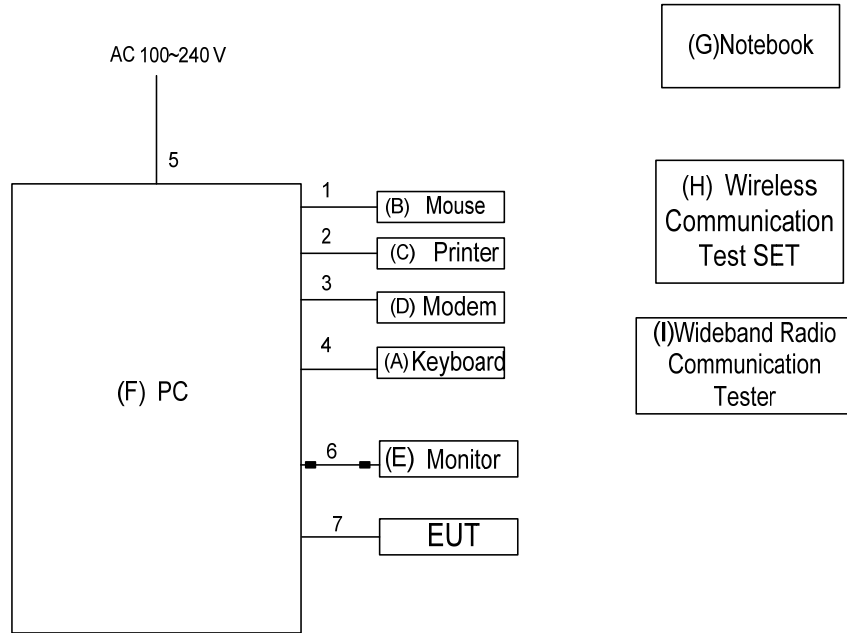 AC 100~240 V
5
(F) PC
1
(B) Mouse
2
(C) Printer
3
(D) Modem
4
(A) Keyboard
6
(E) Monitor
7
EUT
(G)Notebook
(H) Wireless
Communication
Test SET
(I)Wideband Radio
Communication
Tester